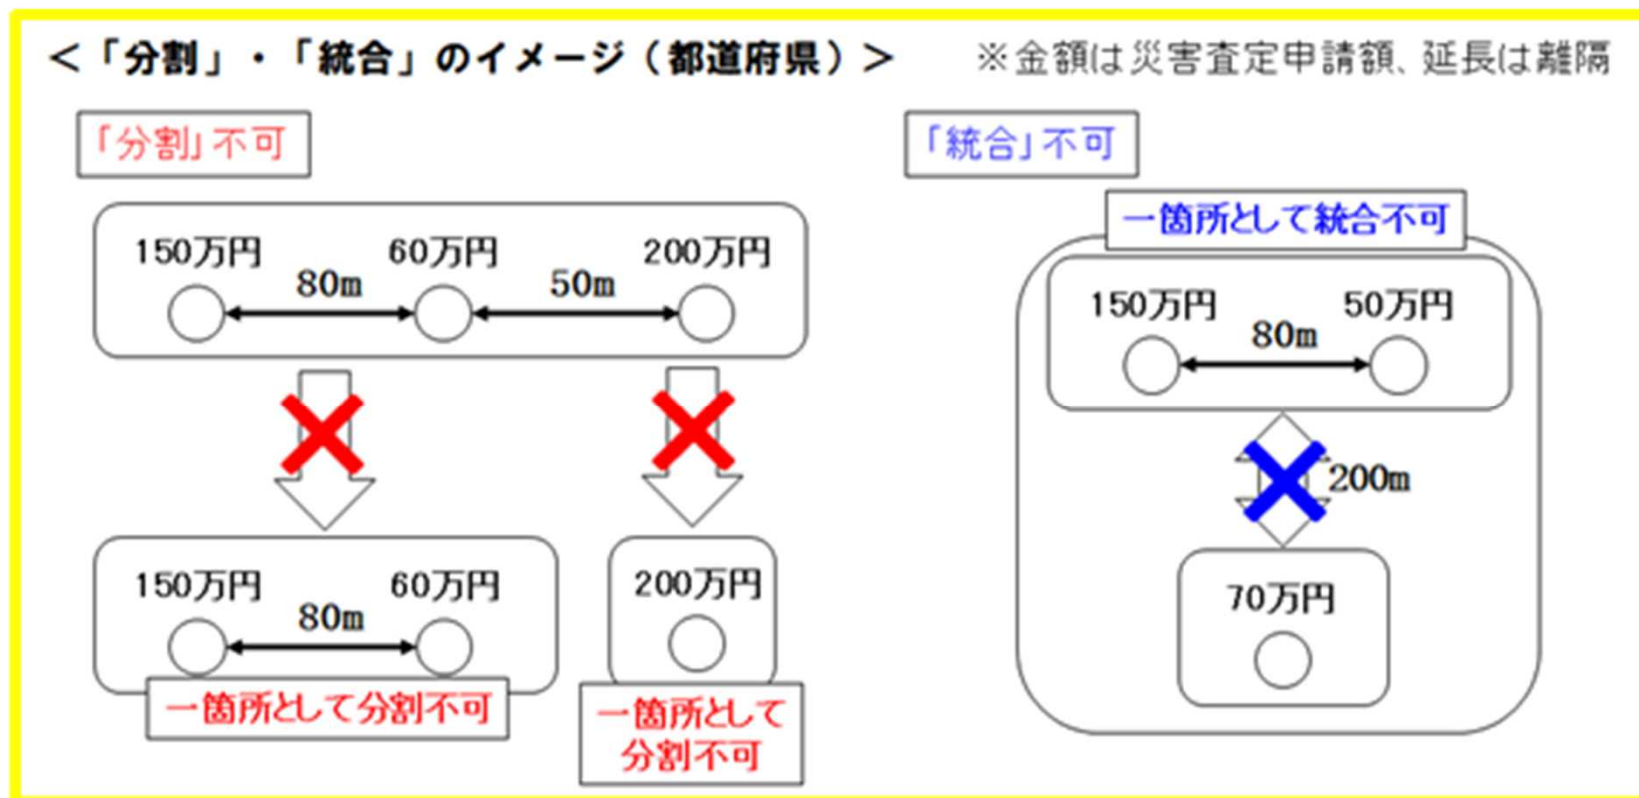 ＜「分割」・「統合」のイメージ（都道府県）＞
※金額は災害査定申請額、延長は離隔
「分割」不可
150万円
60万円
200万円
80m
50m
150万円
60万円
80m
一箇所として分割不可
200万円
一箇所として
分割不可
「統合」不可
一箇所として統合不可
150万円
50万円
80m
200m
70万円